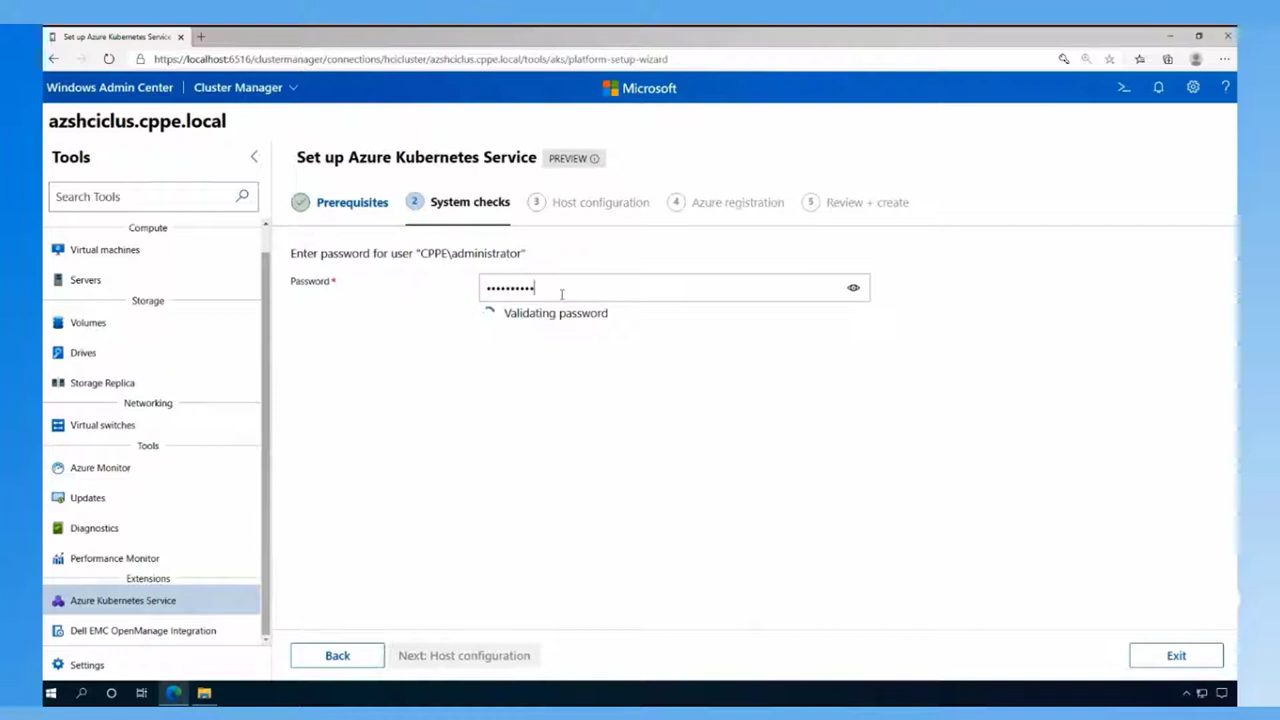 Set up Azure Kubernetes Service
https://localhost:6516/clustermanager/connections/hcicluster/azshciclus.cppe.local/tools/aks/platform-setup-wizard
Windows Admin Center | Cluster Manager
Microsoft
azshciclus.cppe.local
Tools
Search Tools
Compute
Virtual machines
Servers
Storage
Volumes
Drives
Storage Replica
Networking
Virtual switches
Tools
Azure Monitor
Updates
Diagnostics
Performance Monitor
Extensions
Azure Kubernetes Service
Dell EMC OpenManage Integration
Settings
Set up Azure Kubernetes Service PREVIEW
Prerequisites 2 System checks 3 Host configuration 4 Azure registration 5 Review + create
Enter password for user "CPPE\administrator"
Password *
••••••••••
Validating password
Back Next: Host configuration Exit